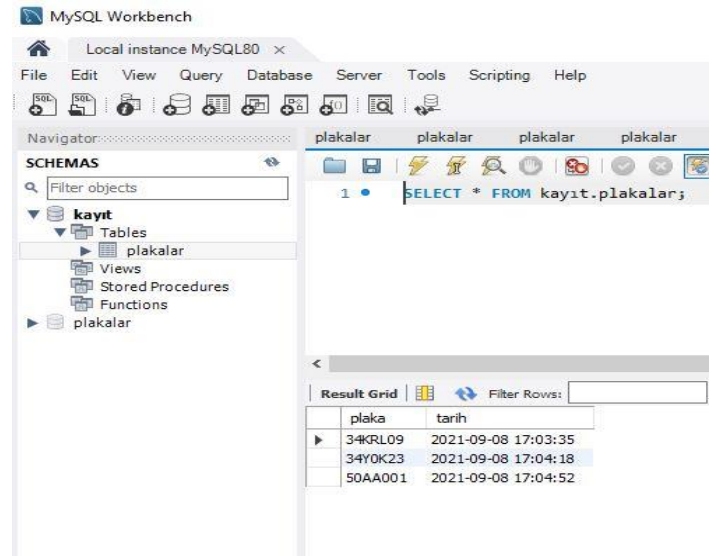 MySQL Workbench
Local instance MySQL80 ×
File Edit View Query Database Server Tools Scripting Help
Navigator
plakalar plakalar plakalar plakalar
SCHEMAS
Filter objects
1 SELECT * FROM kayıt.plakalar;
kayıt
Tables
plakalar
Views
Stored Procedures
Functions
plakalar
Result Grid Filter Rows:
plaka tarih
34KRL09 2021-09-08 17:03:35
34Y0K23 2021-09-08 17:04:18
50AA001 2021-09-08 17:04:52